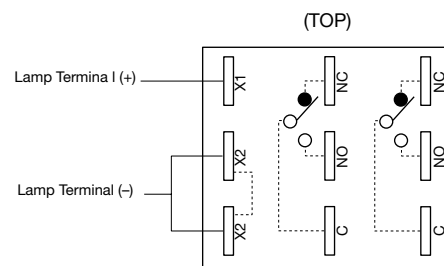 (TOP)
Lamp Termina l (+)
X1
NC
NC
X2
NO
NO
Lamp Terminal (–)
X2
C
C